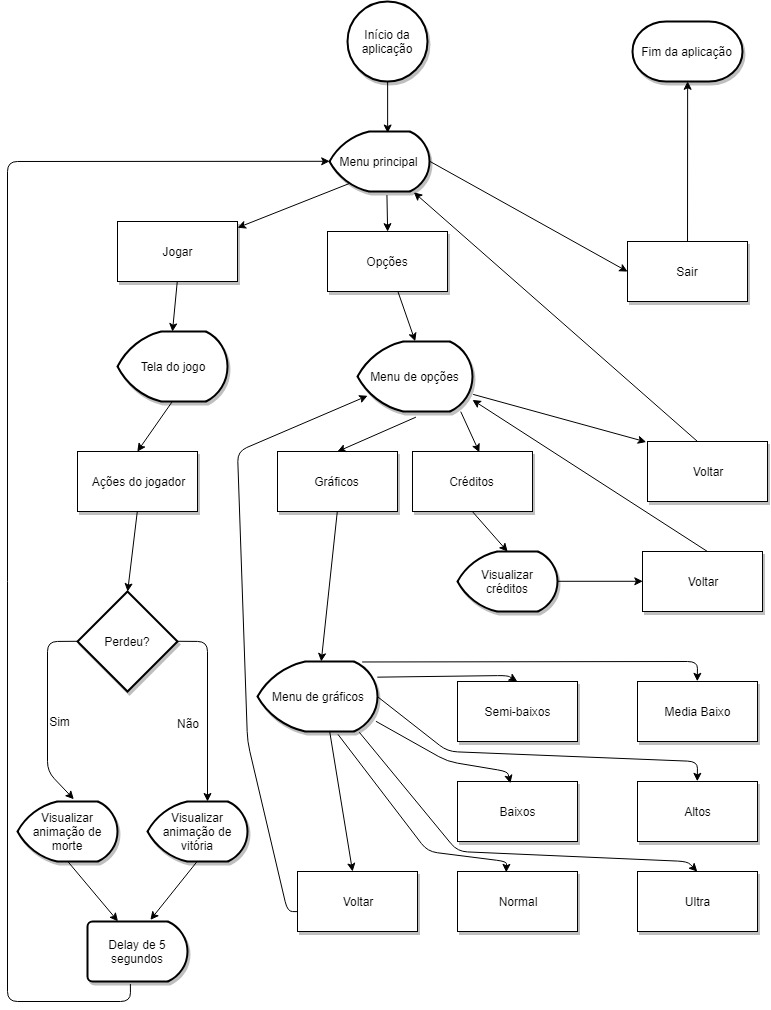 Início da
aplicação
Fim da aplicação
Menu principal
Jogar
Opções
Sair
Tela do jogo
Menu de opções
Ações do jogador
Gráficos
Créditos
Voltar
Visualizar
créditos
Voltar
Perdeu?
Menu de gráficos
Semi-baixos
Media Baixo
Sim
Não
Visualizar
animação de
morte
Visualizar
animação de
vitória
Baixos
Altos
Voltar
Normal
Ultra
Delay de 5
segundos